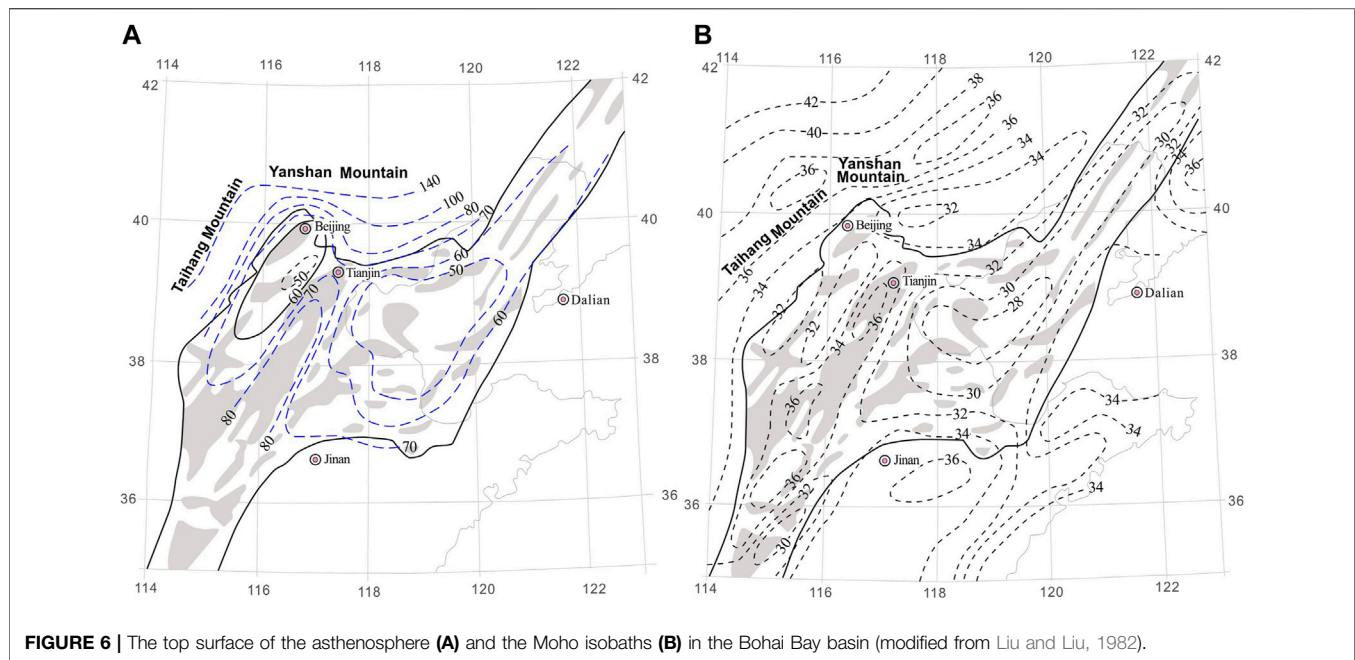 A
114 116 118 120 122
42 42
Yanshan Mountain
Taihang Mountain
140
100
80
70
40 40
Beijing
60
50
Tianjin
50
60
70
Dalian
60
38 38
80
80
70
Jinan
36 36
114 116 118 120 122
B
114 116 118 120 122
42 42
38
36
42
36
40
34
34
32
30
32
34
36
Yanshan
Mountain
36
Taihang Mountain
40 40
32
Beijing
34
36
34
32
30
28
Tianjin
Dalian
32
32
36
34
38 38
30
36
32
34
34
34
Jinan
36
36
32
34
36 36
30
114 116 118 120 122
FIGURE 6 | The top surface of the asthenosphere (A) and the Moho isobaths (B) in the Bohai Bay basin (modified from Liu and Liu, 1982).